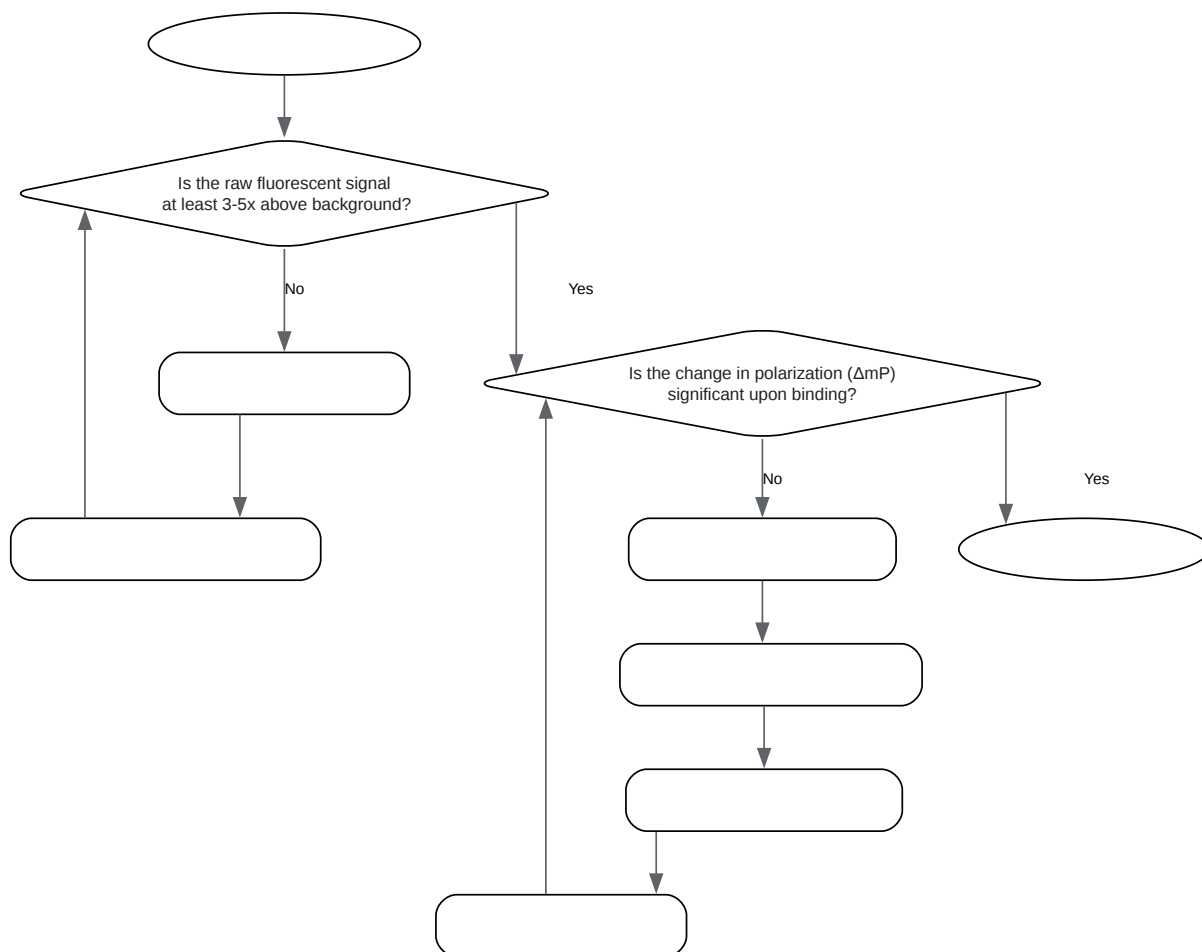 Is the raw fluorescent signal
at least 3-5x above background?
No
Yes
Is the change in polarization (ΔmP)
significant upon binding?
No
Yes